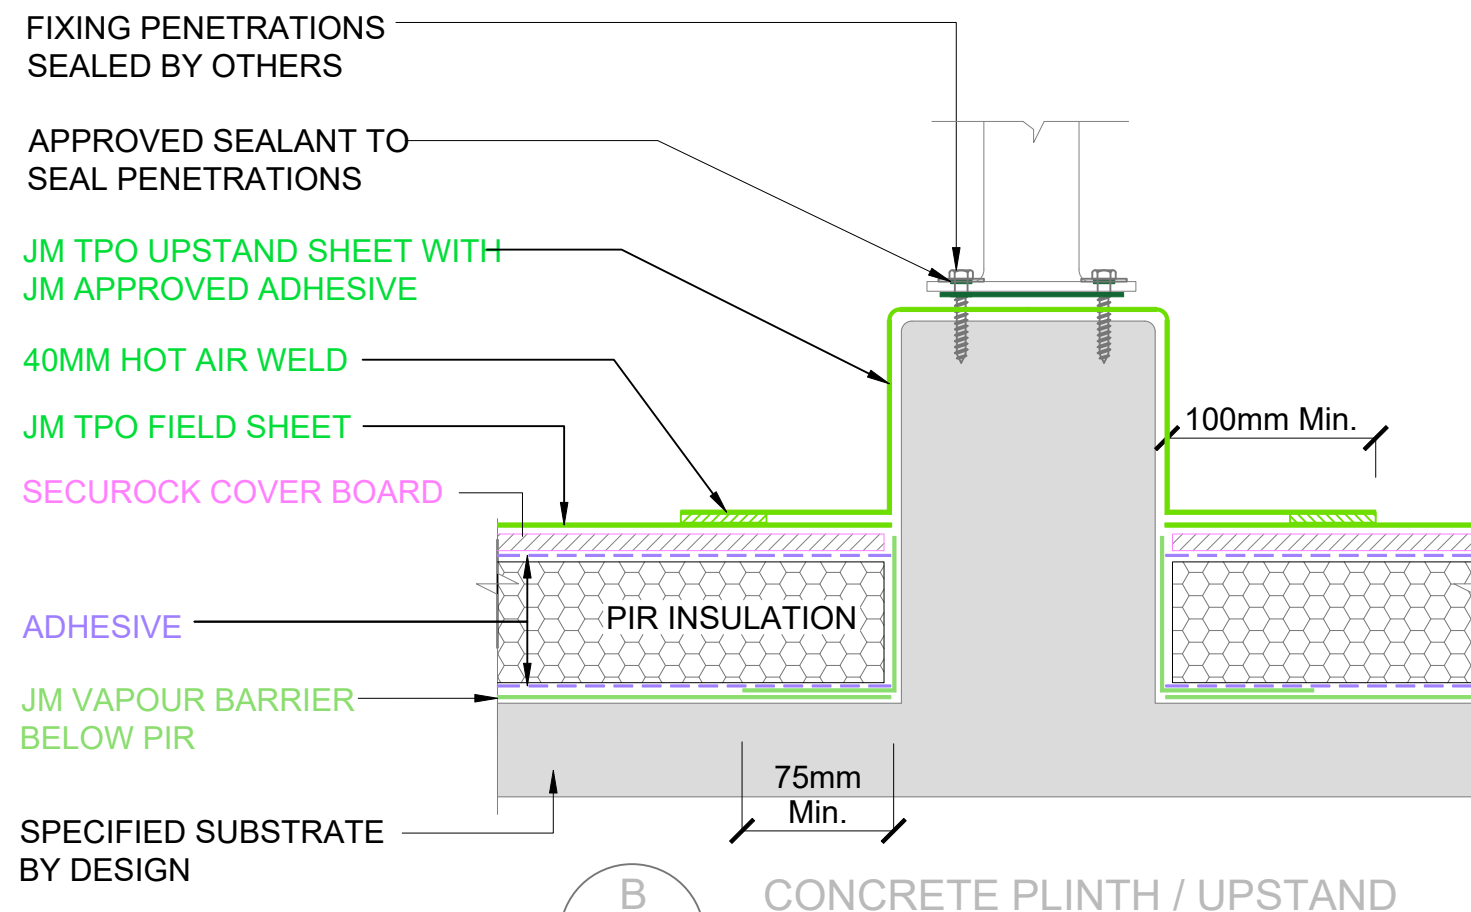 FIXING PENETRATIONS
SEALED BY OTHERS
APPROVED SEALANT TO
SEAL PENETRATIONS
JM TPO UPSTAND SHEET WITH
JM APPROVED ADHESIVE
40MM HOT AIR WELD
JM TPO FIELD SHEET
100mm Min.
SECUROCK COVER BOARD
PIR INSULATION
ADHESIVE
JM VAPOUR BARRIER
BELOW PIR
75mm
Min.
SPECIFIED SUBSTRATE
BY DESIGN
B
CONCRETE PLINTH / UPSTAND